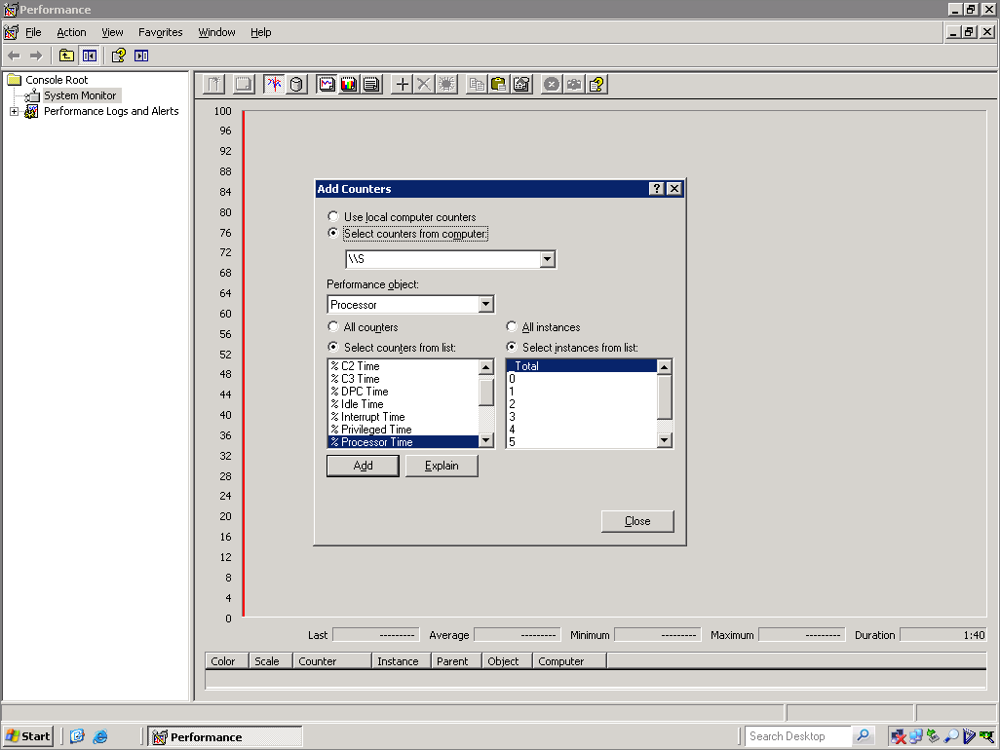 Performance
File Action View Favorites Window Help
Console Root
System Monitor
Performance Logs and Alerts
100
96
92
88
84
80
76
72
68
64
60
56
52
48
44
40
36
32
28
24
20
16
12
8
4
0
Add Counters
Use local computer counters
Select counters from computer:
\\S
Performance object:
Processor
All counters All instances
Select counters from list: Select instances from list:
% C2 Time _Total
% C3 Time 0
% DPC Time 1
% Idle Time 2
% Interrupt Time 3
% Privileged Time 4
% Processor Time 5
Add Explain
Close
Last --------- Average --------- Minimum --------- Maximum --------- Duration 1:40
Color Scale Counter Instance Parent Object Computer
Start Performance Search Desktop